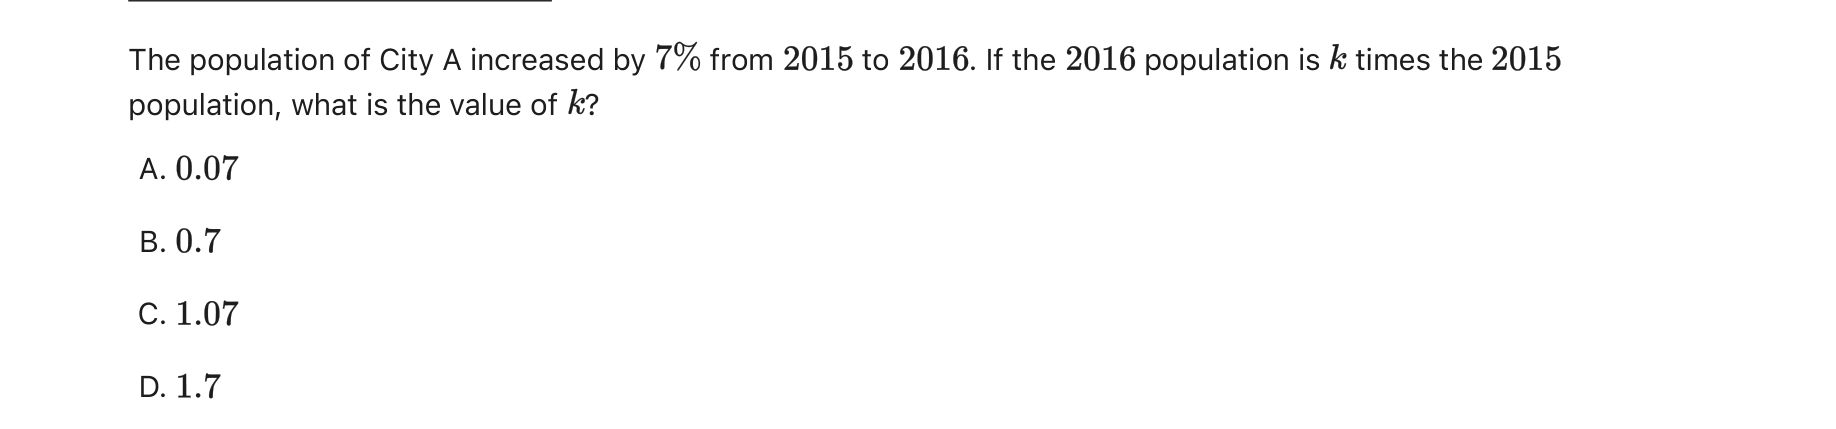 The population of City A increased by 7% from 2015 to 2016. If the 2016 population is k times the 2015
population, what is the value of k?
A. 0.07
B. 0.7
C. 1.07
D. 1.7